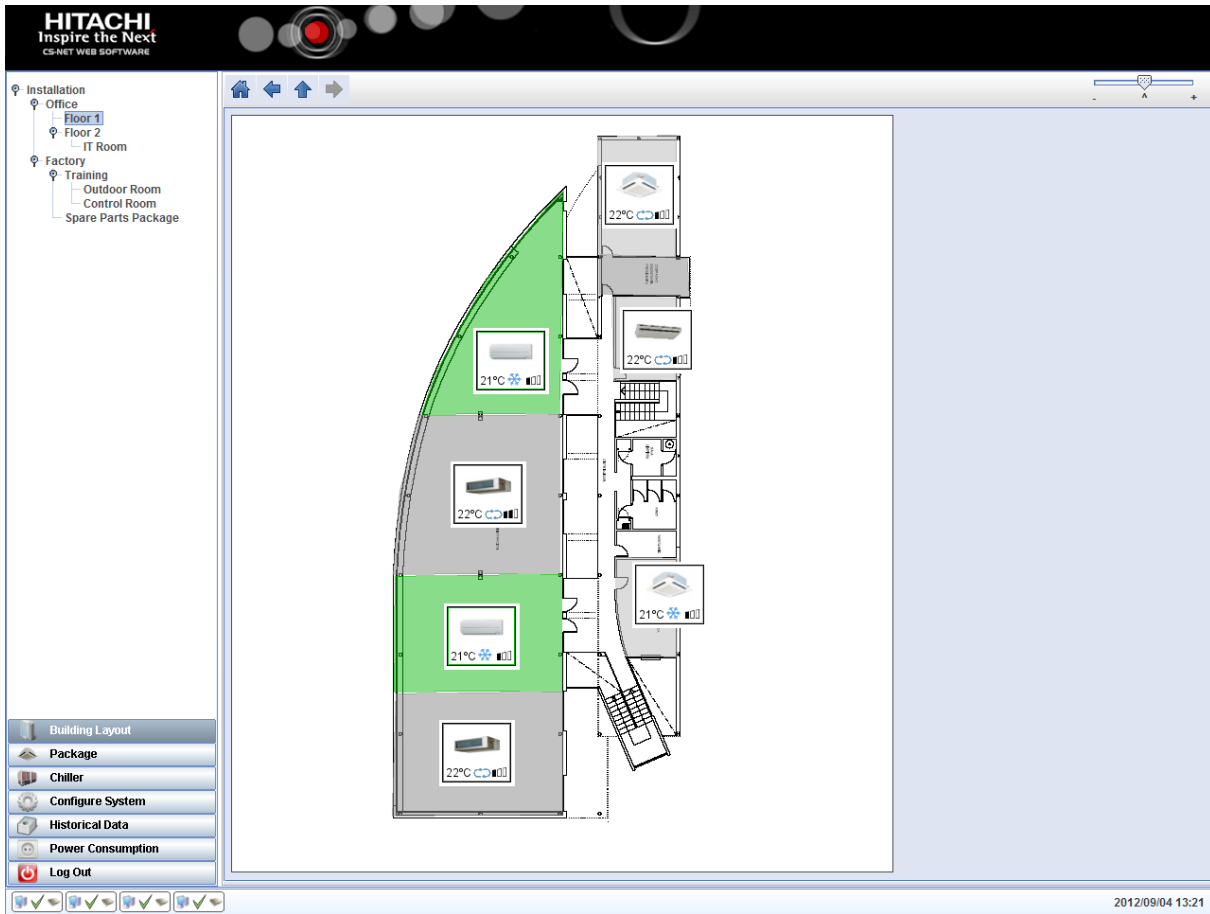 HITACHI
Inspire the Next
CS-NET WEB SOFTWARE
Installation
Office
Floor 1
Floor 2
IT Room
Factory
Training
Outdoor Room
Control Room
Spare Parts Package
- ^ +
22ºC
22ºC
21ºC
22ºC
21ºC
21ºC
22ºC
Building Layout
Package
Chiller
Configure System
Historical Data
Power Consumption
Log Out
2012/09/04 13:21